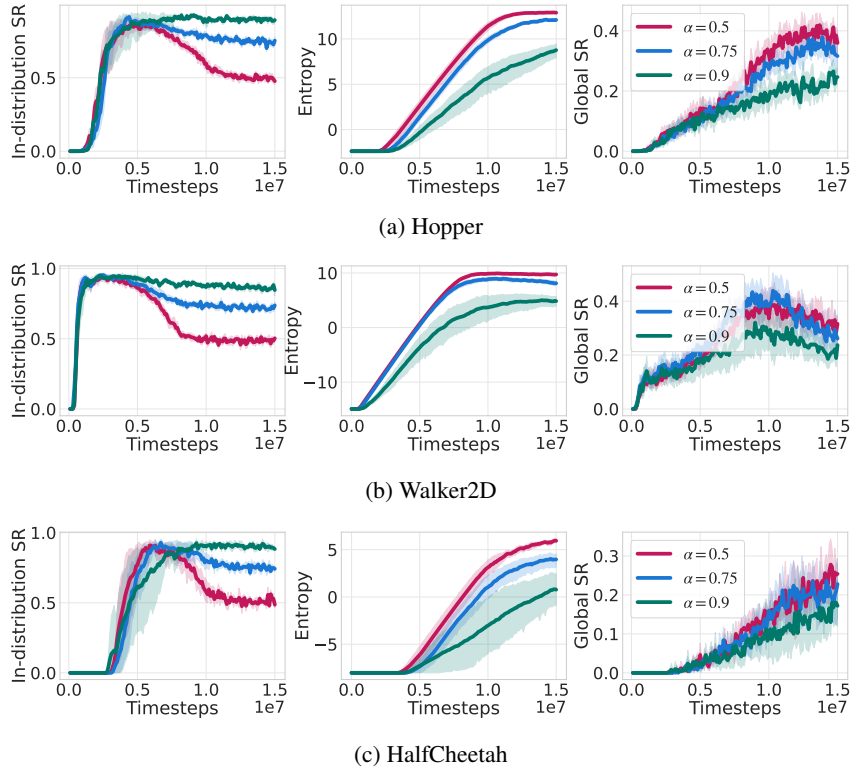 In-distribution SR
0.5
0.0
0.0 0.5 1.0 1.5
Timesteps
1e7
Entropy
10
5
0
0.0 0.5 1.0 1.5
Timesteps
1e7
Global SR
0.4
0.2
0.0
α = 0.5
α = 0.75
α = 0.9
0.0 0.5 1.0 1.5
Timesteps
1e7
(a) Hopper
In-distribution SR
1.0
0.5
0.0
0.0 0.5 1.0 1.5
Timesteps
1e7
Entropy
10
0
−10
0.0 0.5 1.0 1.5
Timesteps
1e7
Global SR
0.4
0.2
0.0
α = 0.5
α = 0.75
α = 0.9
0.0 0.5 1.0 1.5
Timesteps
1e7
(b) Walker2D
In-distribution SR
1.0
0.5
0.0
0.0 0.5 1.0 1.5
Timesteps
1e7
Entropy
5
0
−5
0.0 0.5 1.0 1.5
Timesteps
1e7
Global SR
0.3
0.2
0.1
0.0
α = 0.5
α = 0.75
α = 0.9
0.0 0.5 1.0 1.5
Timesteps
1e7
(c) HalfCheetah